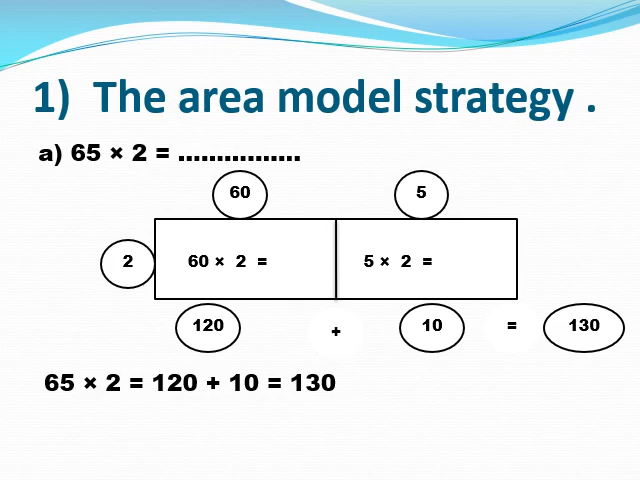 1) The area model strategy .
a) 65 × 2 = ................
60 5
2 60 × 2 = 5 × 2 =
120 + 10 = 130
65 × 2 = 120 + 10 = 130